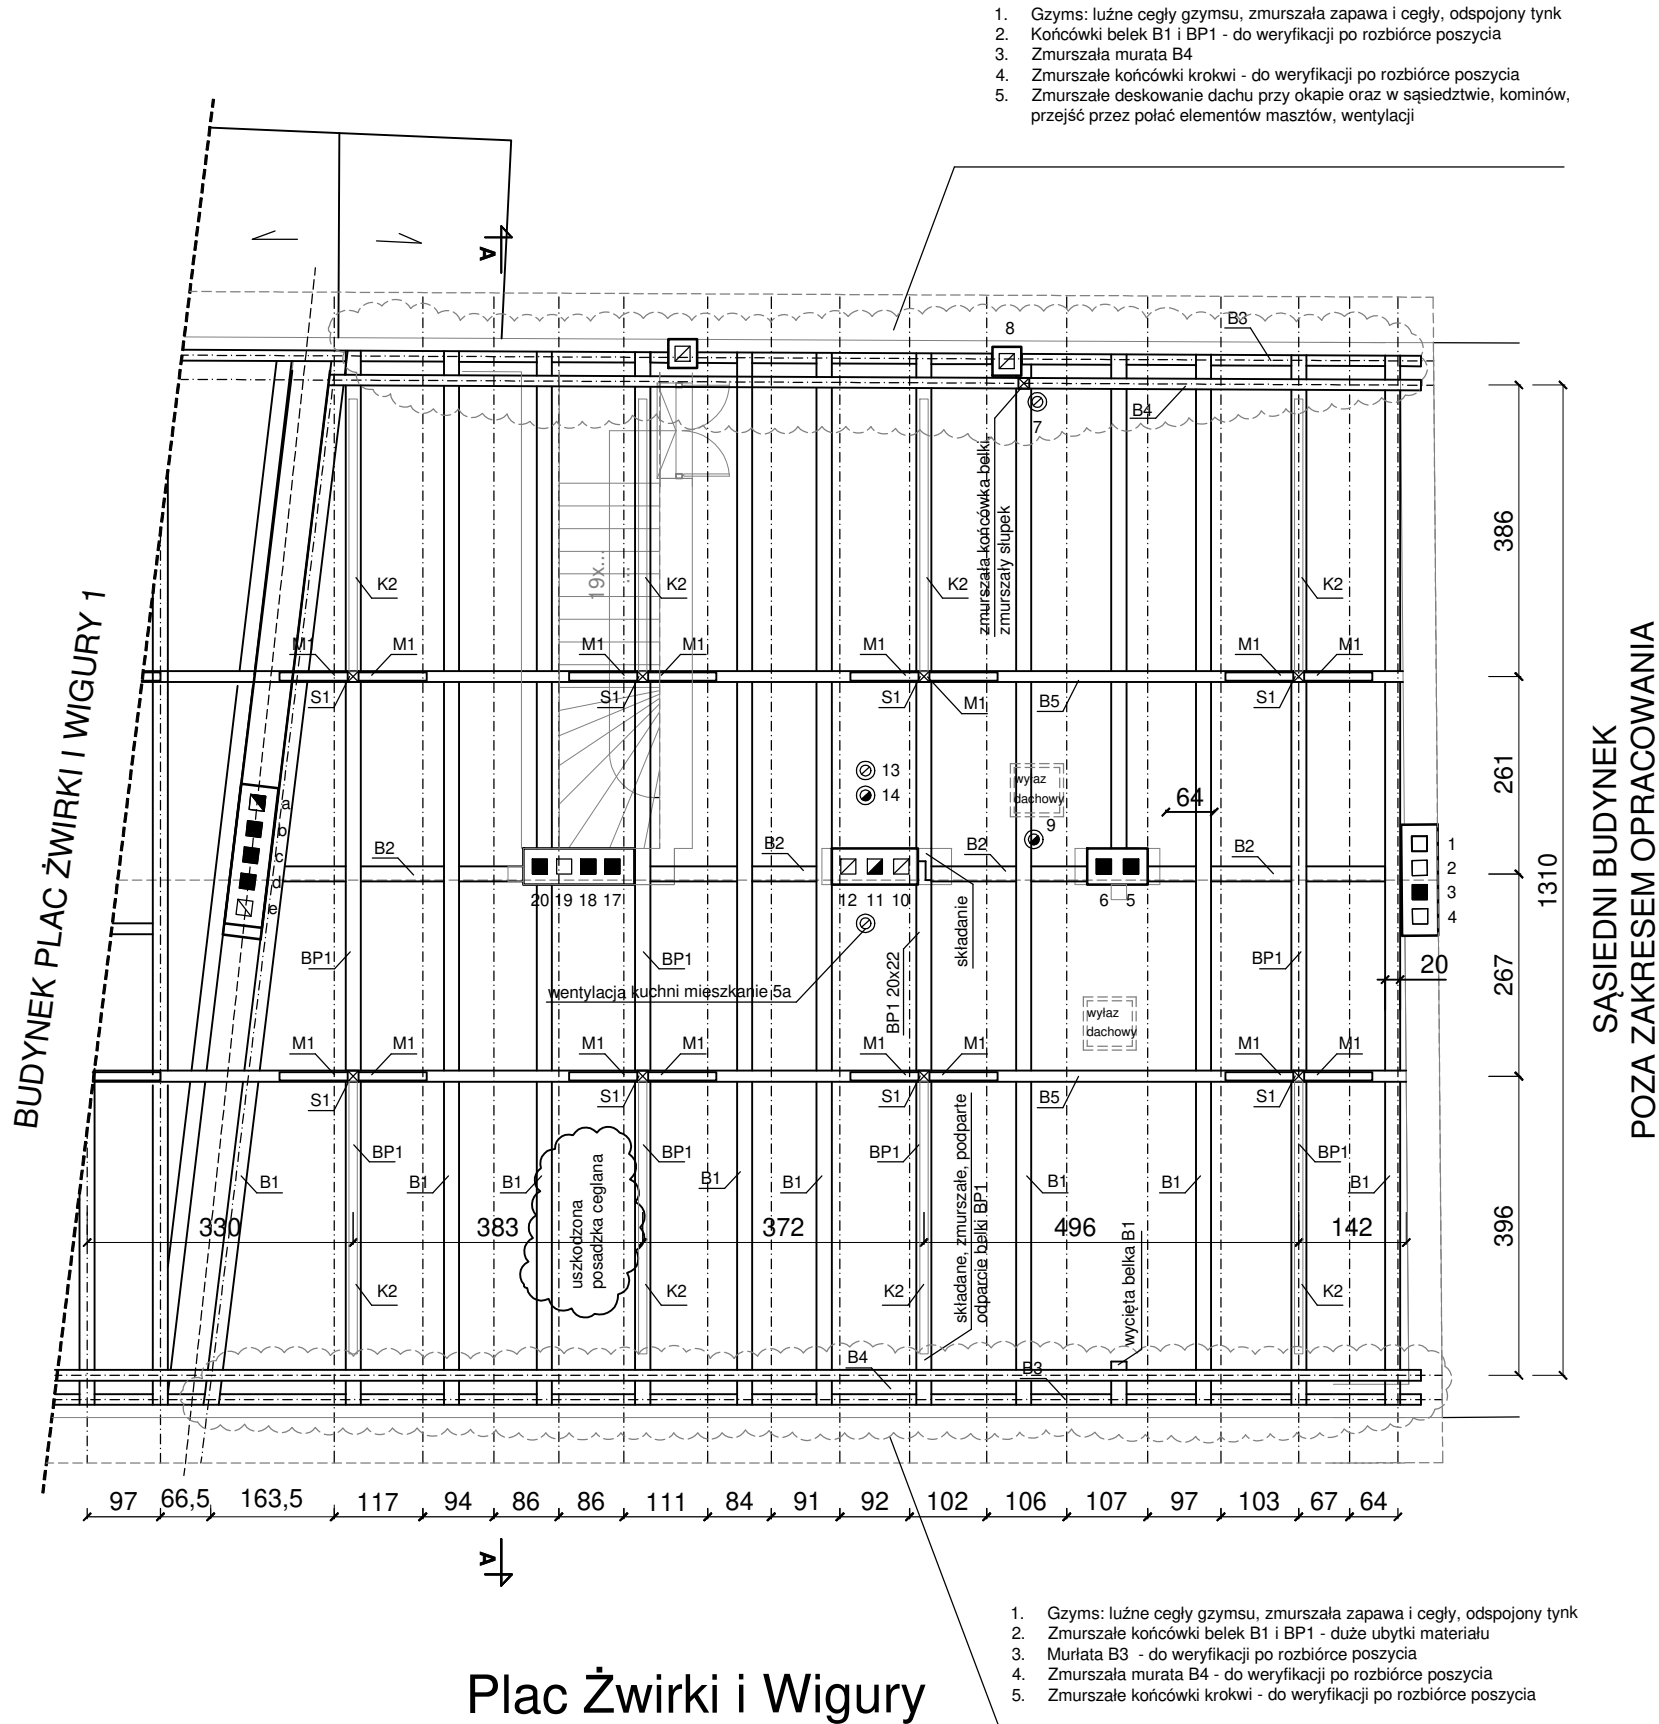 1. Gzyms: luźne cegły gzymsu, zmurszała zapawa i cegły, odspojony tynk
2. Końcówki belek B1 i BP1 - do weryfikacji po rozbiórce poszycia
3. Zmurszała murata B4
4. Zmurszałe końcówki krokwi - do weryfikacji po rozbiórce poszycia
5. Zmurszałe deskowanie dachu przy okapie oraz w sąsiedztwie, kominów,
przejść przez połać elementów masztów, wentylacji
A
B3
8
B4
7
zmurszała końcówka belki,
zmurszały słupek
386
19x...
...
K2 K2 K2 K2
M1 M1 M1 M1 M1 M1 M1
S1 S1 S1 M1 B5 S1
BUDYNEK PLAC ŻWIRKI I WIGURY 1
SĄSIEDNI BUDYNEK
POZA ZAKRESEM OPRACOWANIA
13
14
wyłaz
dachowy
64
261
9
a
b
c
d
e
B2 B2 B2 B2
1
2
3
4
1310
20 19 18 17
12 11 10
6 5
składanie
BP1 BP1 BP1
BP1 20x22
20
267
wentylacja kuchni mieszkanie 5a
wyłaz
dachowy
M1 M1 M1 M1 M1 M1 M1 M1
S1 S1 S1 B5 S1
BP1 BP1 BP1 BP1
B1 B1 B1 B1 B1 B1 B1 B1
uszkodzona
posadzka ceglana
składane, zmurszałe, podparte
odparcie belki BP1
wycięta belka B1
330 383 372 496 142
396
K2 K2 K2 K2
B4
B3
97 66,5 163,5 117 94 86 86 111 84 91 92 102 106 107 97 103 67 64
A
1. Gzyms: luźne cegły gzymsu, zmurszała zapawa i cegły, odspojony tynk
2. Zmurszałe końcówki belek B1 i BP1 - duże ubytki materiału
3. Murłata B3 - do weryfikacji po rozbiórce poszycia
4. Zmurszała murata B4 - do weryfikacji po rozbiórce poszycia
5. Zmurszałe końcówki krokwi - do weryfikacji po rozbiórce poszycia
Plac Żwirki i Wigury